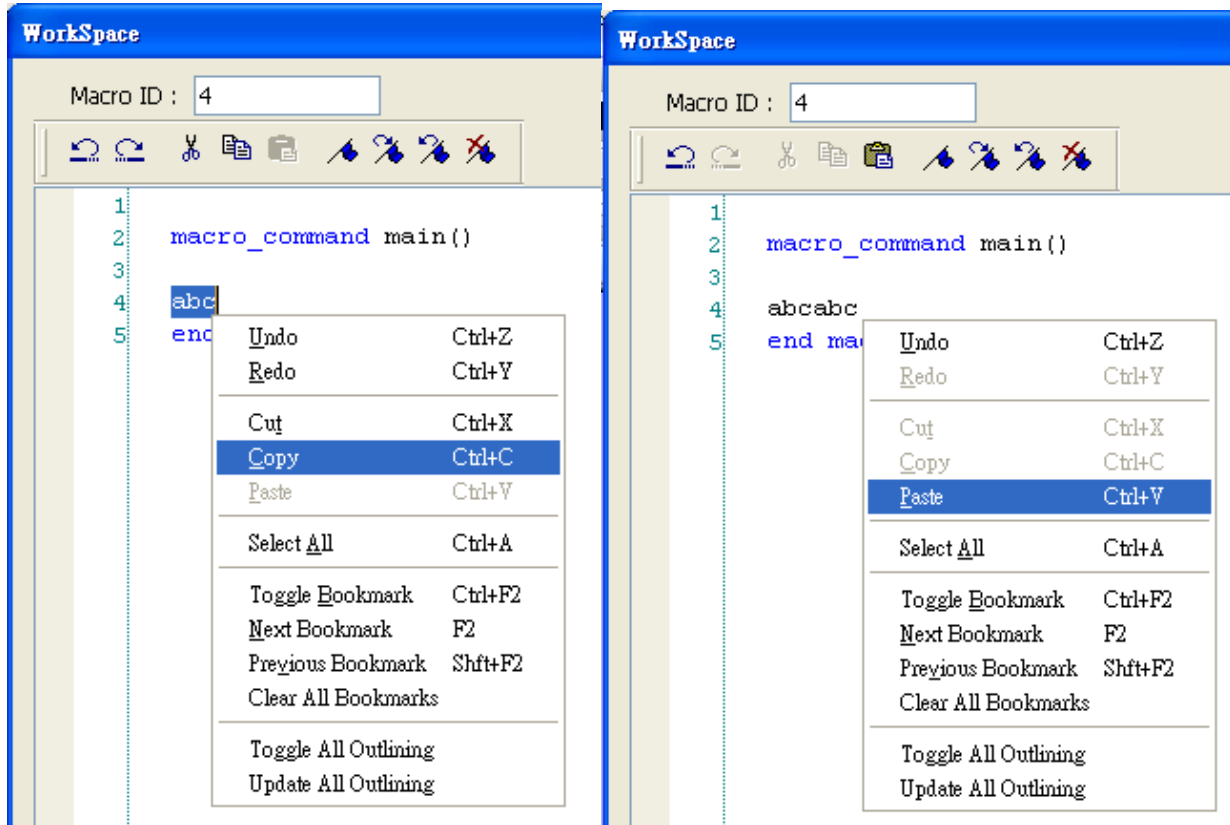 WorkSpace
Macro ID : 4
1
2 macro_command main()
3
4 abc
5 enc
Undo Ctrl+Z
Redo Ctrl+Y
Cut Ctrl+X
Copy Ctrl+C
Paste Ctrl+V
Select All Ctrl+A
Toggle Bookmark Ctrl+F2
Next Bookmark F2
Previous Bookmark Shft+F2
Clear All Bookmarks
Toggle All Outlining
Update All Outlining
WorkSpace
Macro ID : 4
1
2 macro_command main()
3
4 abcabc
5 end mac
Undo Ctrl+Z
Redo Ctrl+Y
Cut Ctrl+X
Copy Ctrl+C
Paste Ctrl+V
Select All Ctrl+A
Toggle Bookmark Ctrl+F2
Next Bookmark F2
Previous Bookmark Shft+F2
Clear All Bookmarks
Toggle All Outlining
Update All Outlining